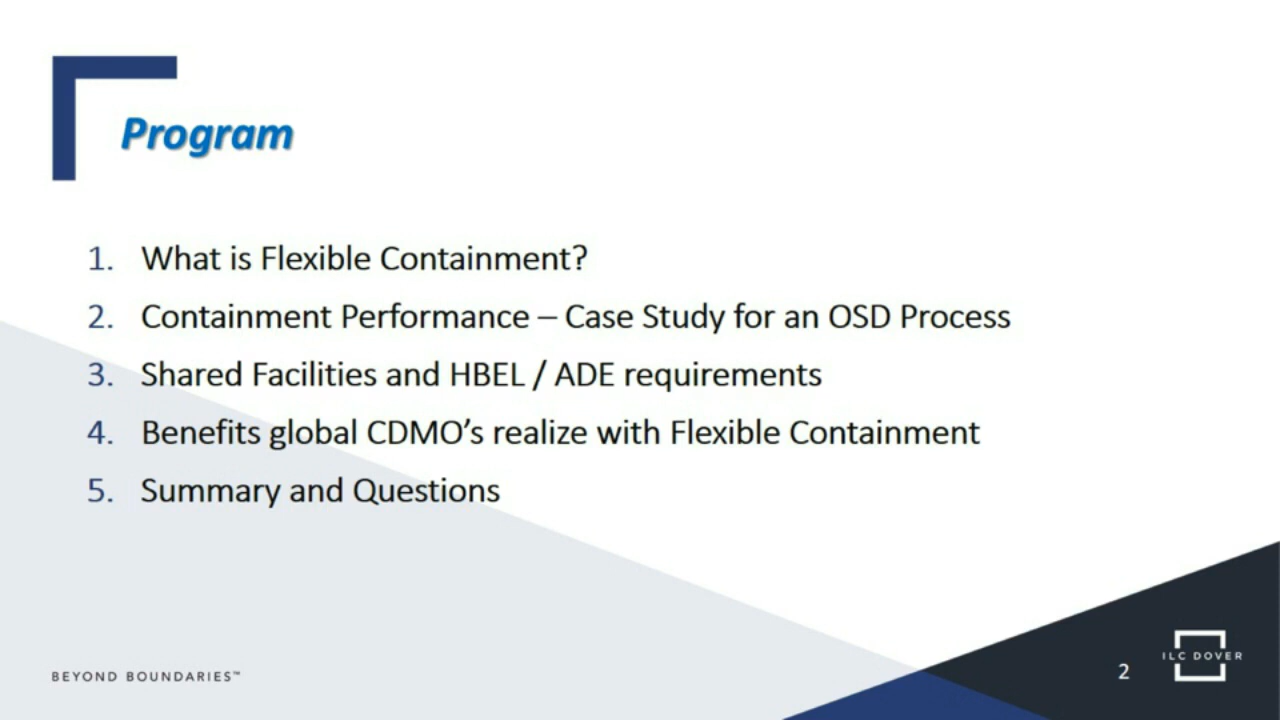 Program
1. What is Flexible Containment?
2. Containment Performance – Case Study for an OSD Process
3. Shared Facilities and HBEL / ADE requirements
4. Benefits global CDMO’s realize with Flexible Containment
5. Summary and Questions
BEYOND BOUNDARIES™
2
ILC DOVER